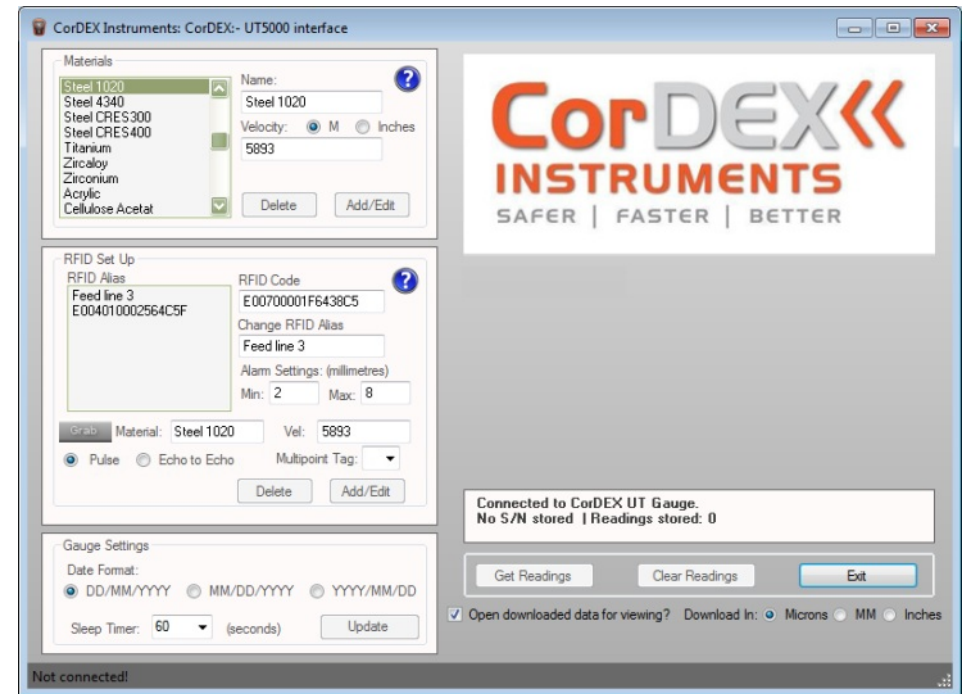 CorDEX Instruments: CorDEX:- UT5000 interface
Materials
Steel 1020
Steel 4340
Steel CRES300
Steel CRES400
Titanium
Zircaloy
Zirconium
Acrylic
Cellulose Acetat
Name:
Steel 1020
Velocity: M Inches
5893
Delete Add/Edit
RFID Set Up
RFID Alias
Feed line 3
E004010002564C5F
RFID Code
E00700001F6438C5
Change RFID Alias
Feed line 3
Alarm Settings: (millimetres)
Min: 2 Max: 8
Grab Material: Steel 1020 Vel: 5893
Pulse Echo to Echo Multipoint Tag:
Delete Add/Edit
Gauge Settings
Date Format:
DD/MM/YYYY MM/DD/YYYY YYYY/MM/DD
Sleep Timer: 60 (seconds) Update
CorDEX
INSTRUMENTS
SAFER | FASTER | BETTER
Connected to CorDEX UT Gauge.
No S/N stored | Readings stored: 0
Get Readings Clear Readings Exit
Open downloaded data for viewing? Download In: Microns MM Inches
Not connected!